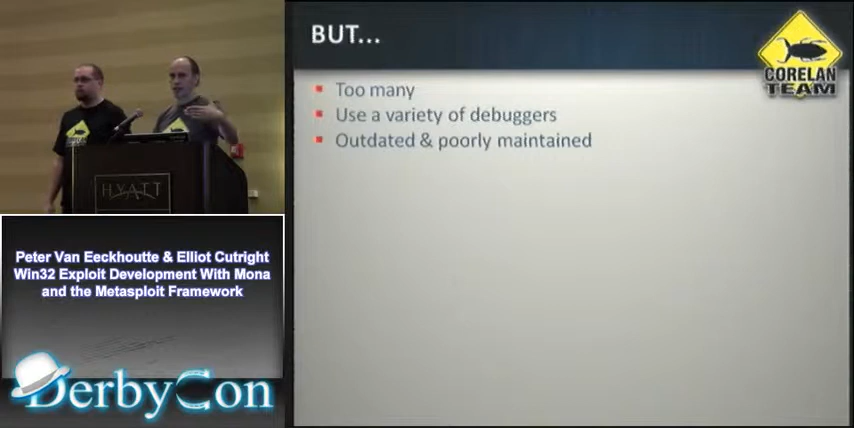 BUT...
CORELAN
TEAM
Too many
Use a variety of debuggers
Outdated & poorly maintained
HYATT
Peter Van Eeckhoutte & Elliot Cutright
Win32 Exploit Development With Mona
and the Metasploit Framework
DerbyCon